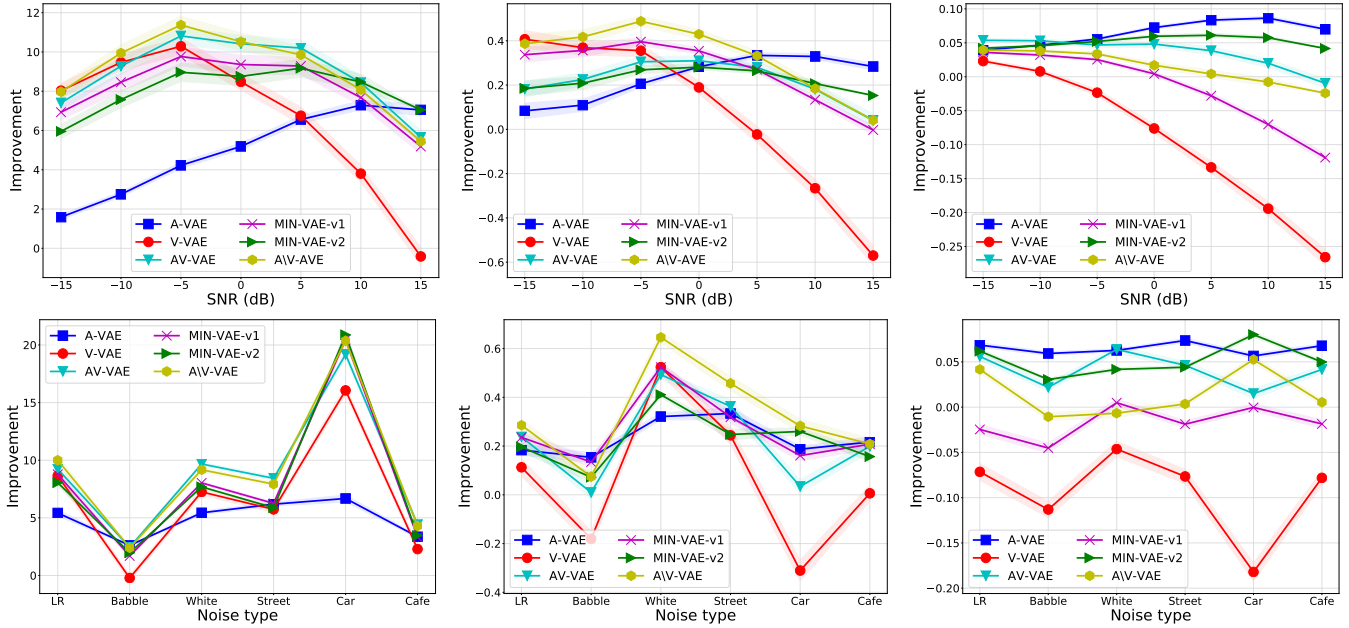 12
10
8
6
4
2
0
Improvement
A-VAE
V-VAE
AV-VAE
MIN-VAE-v1
MIN-VAE-v2
A\V-AVE
−15 −10 −5 0 5 10 15
SNR (dB)
0.4
0.2
0.0
−0.2
−0.4
−0.6
Improvement
A-VAE
V-VAE
AV-VAE
MIN-VAE-v1
MIN-VAE-v2
A\V-AVE
−15 −10 −5 0 5 10 15
SNR (dB)
0.10
0.05
0.00
−0.05
−0.10
−0.15
−0.20
−0.25
Improvement
A-VAE
V-VAE
AV-VAE
MIN-VAE-v1
MIN-VAE-v2
A\V-AVE
−15 −10 −5 0 5 10 15
SNR (dB)
20
15
10
5
0
Improvement
A-VAE
V-VAE
AV-VAE
MIN-VAE-v1
MIN-VAE-v2
A\V-VAE
LR Babble White Street Car Cafe
Noise type
0.6
0.4
0.2
0.0
−0.2
−0.4
Improvement
A-VAE
V-VAE
AV-VAE
MIN-VAE-v1
MIN-VAE-v2
A\V-VAE
LR Babble White Street Car Cafe
Noise type
0.05
0.00
−0.05
−0.10
−0.15
−0.20
Improvement
A-VAE
V-VAE
AV-VAE
MIN-VAE-v1
MIN-VAE-v2
A\V-VAE
LR Babble White Street Car Cafe
Noise type